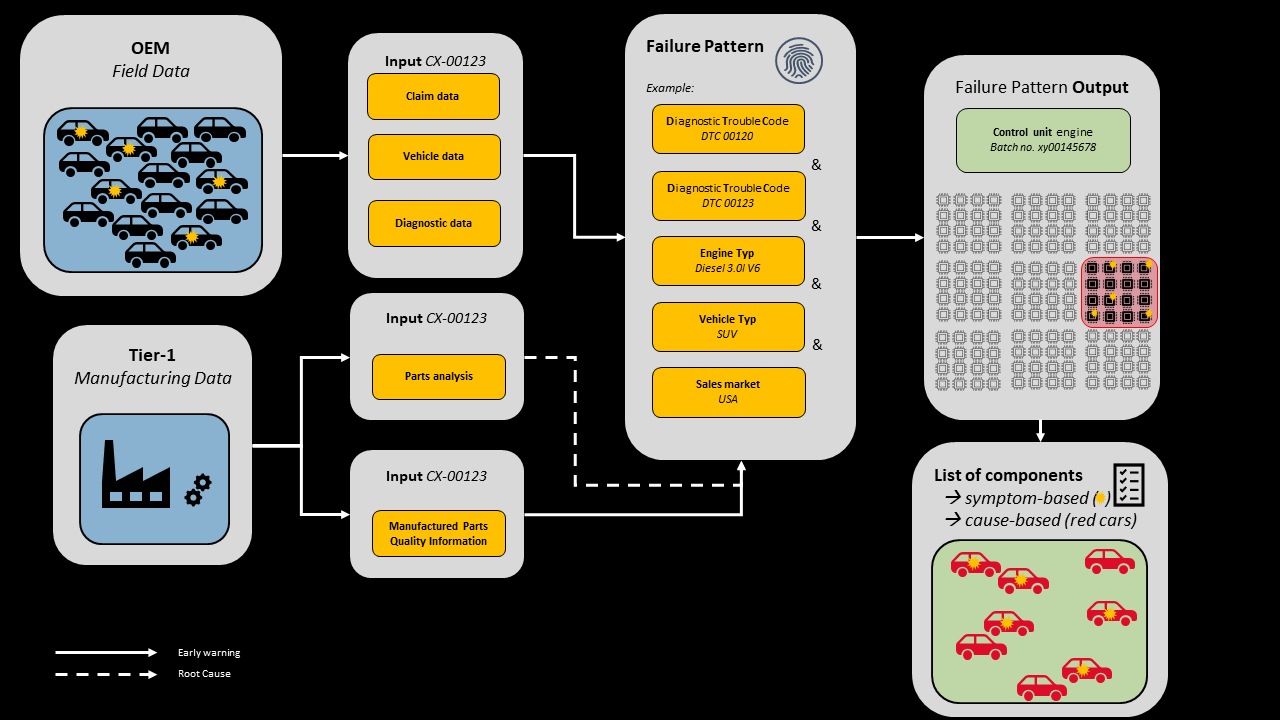 OEM
Field Data
Input CX-00123
Claim data
Vehicle data
Diagnostic data
Tier-1
Manufacturing Data
Input CX-00123
Parts analysis
Input CX-00123
Manufactured Parts
Quality Information
Failure Pattern
Example:
Diagnostic Trouble Code
DTC 00120
&
Diagnostic Trouble Code
DTC 00123
&
Engine Typ
Diesel 3.0l V6
&
Vehicle Typ
SUV
&
Sales market
USA
Failure Pattern Output
Control unit engine
Batch no. xy00145678
List of components
→ symptom-based ( )
→ cause-based (red cars)
Early warning
Root Cause